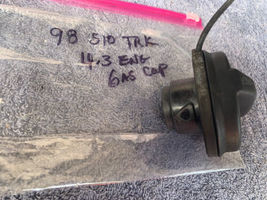 98 S10 TRK
4.3 ENG
GAS CAP